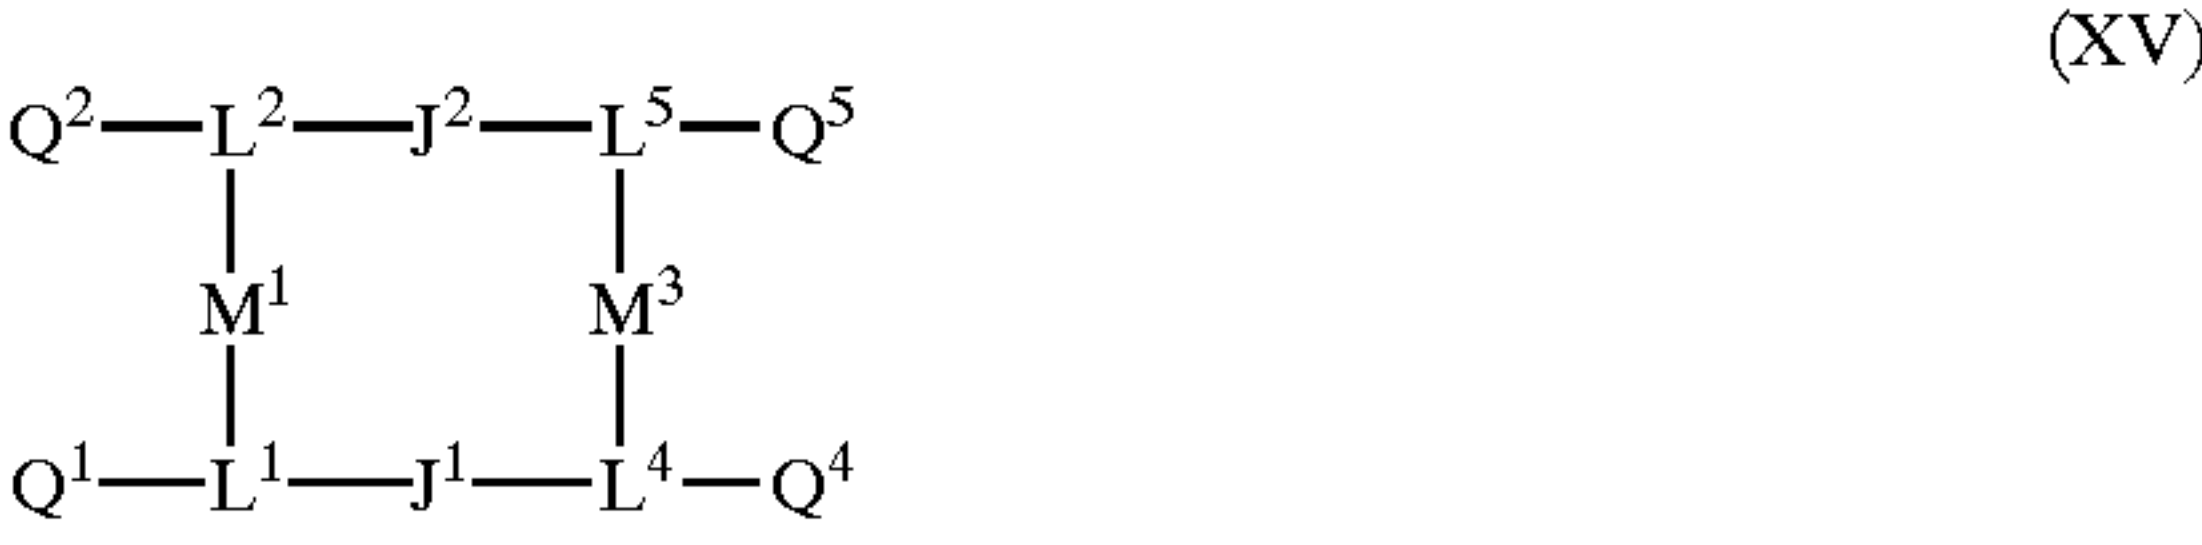 (XV)
Q² L² J² L⁵ Q⁵
M¹ M³
Q¹ L¹ J¹ L⁴ Q⁴